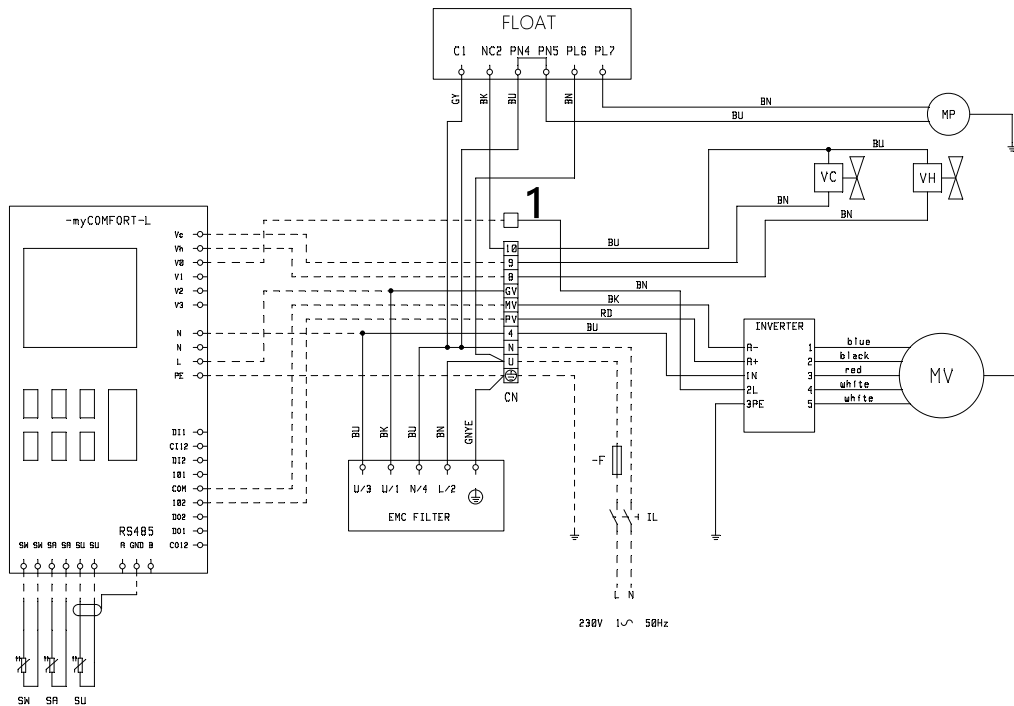 FLOAT
C1 NC2 PN4 PN5 PL6 PL7
GY BK BU BN
BN
BU
MP
BU
VC VH
BN
BN
1
-myCOMFORT-L
Vc
Vh
V0
V1
V2
V3
N
N
L
PE
DI1
CI12
DI2
I01
COM
I02
DO2
DO1
CO12
RS485
SW SW SA SA SU SU A GND B
SW SA SU
10
9
8
GV
MV
PV
4
N
U
CN
BU
BN
BK
RD
BU
INVERTER
A- 1
A+ 2
IN 3
2L 4
3PE 5
blue
black
red
white
white
MV
BU BK BU BN GNYE
U/3 U/1 N/4 L/2
EMC FILTER
-F
IL
L N
230V 1~ 50Hz